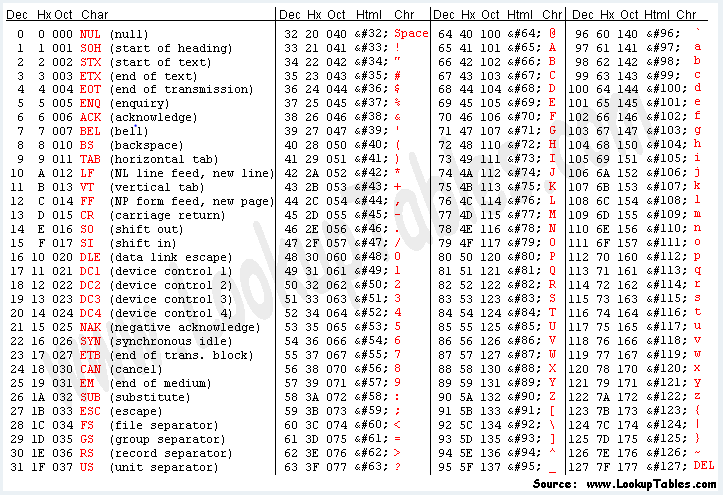 Dec Hx Oct Char Dec Hx Oct Html Chr Dec Hx Oct Html Chr Dec Hx Oct Html Chr
0 0 000 NUL (null) 32 20 040 &#32; Space 64 40 100 &#64; @ 96 60 140 &#96; `
1 1 001 SOH (start of heading) 33 21 041 &#33; ! 65 41 101 &#65; A 97 61 141 &#97; a
2 2 002 STX (start of text) 34 22 042 &#34; " 66 42 102 &#66; B 98 62 142 &#98; b
3 3 003 ETX (end of text) 35 23 043 &#35; # 67 43 103 &#67; C 99 63 143 &#99; c
4 4 004 EOT (end of transmission) 36 24 044 &#36; $ 68 44 104 &#68; D 100 64 144 &#100; d
5 5 005 ENQ (enquiry) 37 25 045 &#37; % 69 45 105 &#69; E 101 65 145 &#101; e
6 6 006 ACK (acknowledge) 38 26 046 &#38; & 70 46 106 &#70; F 102 66 146 &#102; f
7 7 007 BEL (bell) 39 27 047 &#39; ' 71 47 107 &#71; G 103 67 147 &#103; g
8 8 010 BS (backspace) 40 28 050 &#40; ( 72 48 110 &#72; H 104 68 150 &#104; h
9 9 011 TAB (horizontal tab) 41 29 051 &#41; ) 73 49 111 &#73; I 105 69 151 &#105; i
10 A 012 LF (NL line feed, new line) 42 2A 052 &#42; * 74 4A 112 &#74; J 106 6A 152 &#106; j
11 B 013 VT (vertical tab) 43 2B 053 &#43; + 75 4B 113 &#75; K 107 6B 153 &#107; k
12 C 014 FF (NP form feed, new page) 44 2C 054 &#44; , 76 4C 114 &#76; L 108 6C 154 &#108; l
13 D 015 CR (carriage return) 45 2D 055 &#45; - 77 4D 115 &#77; M 109 6D 155 &#109; m
14 E 016 SO (shift out) 46 2E 056 &#46; . 78 4E 116 &#78; N 110 6E 156 &#110; n
15 F 017 SI (shift in) 47 2F 057 &#47; / 79 4F 117 &#79; O 111 6F 157 &#111; o
16 10 020 DLE (data link escape) 48 30 060 &#48; 0 80 50 120 &#80; P 112 70 160 &#112; p
17 11 021 DC1 (device control 1) 49 31 061 &#49; 1 81 51 121 &#81; Q 113 71 161 &#113; q
18 12 022 DC2 (device control 2) 50 32 062 &#50; 2 82 52 122 &#82; R 114 72 162 &#114; r
19 13 023 DC3 (device control 3) 51 33 063 &#51; 3 83 53 123 &#83; S 115 73 163 &#115; s
20 14 024 DC4 (device control 4) 52 34 064 &#52; 4 84 54 124 &#84; T 116 74 164 &#116; t
21 15 025 NAK (negative acknowledge) 53 35 065 &#53; 5 85 55 125 &#85; U 117 75 165 &#117; u
22 16 026 SYN (synchronous idle) 54 36 066 &#54; 6 86 56 126 &#86; V 118 76 166 &#118; v
23 17 027 ETB (end of trans. block) 55 37 067 &#55; 7 87 57 127 &#87; W 119 77 167 &#119; w
24 18 030 CAN (cancel) 56 38 070 &#56; 8 88 58 130 &#88; X 120 78 170 &#120; x
25 19 031 EM (end of medium) 57 39 071 &#57; 9 89 59 131 &#89; Y 121 79 171 &#121; y
26 1A 032 SUB (substitute) 58 3A 072 &#58; : 90 5A 132 &#90; Z 122 7A 172 &#122; z
27 1B 033 ESC (escape) 59 3B 073 &#59; ; 91 5B 133 &#91; [ 123 7B 173 &#123; {
28 1C 034 FS (file separator) 60 3C 074 &#60; < 92 5C 134 &#92; \ 124 7C 174 &#124; |
29 1D 035 GS (group separator) 61 3D 075 &#61; = 93 5D 135 &#93; ] 125 7D 175 &#125; }
30 1E 036 RS (record separator) 62 3E 076 &#62; > 94 5E 136 &#94; ^ 126 7E 176 &#126; ~
31 1F 037 US (unit separator) 63 3F 077 &#63; ? 95 5F 137 &#95; _ 127 7F 177 &#127; DEL
Source: www.LookupTables.com